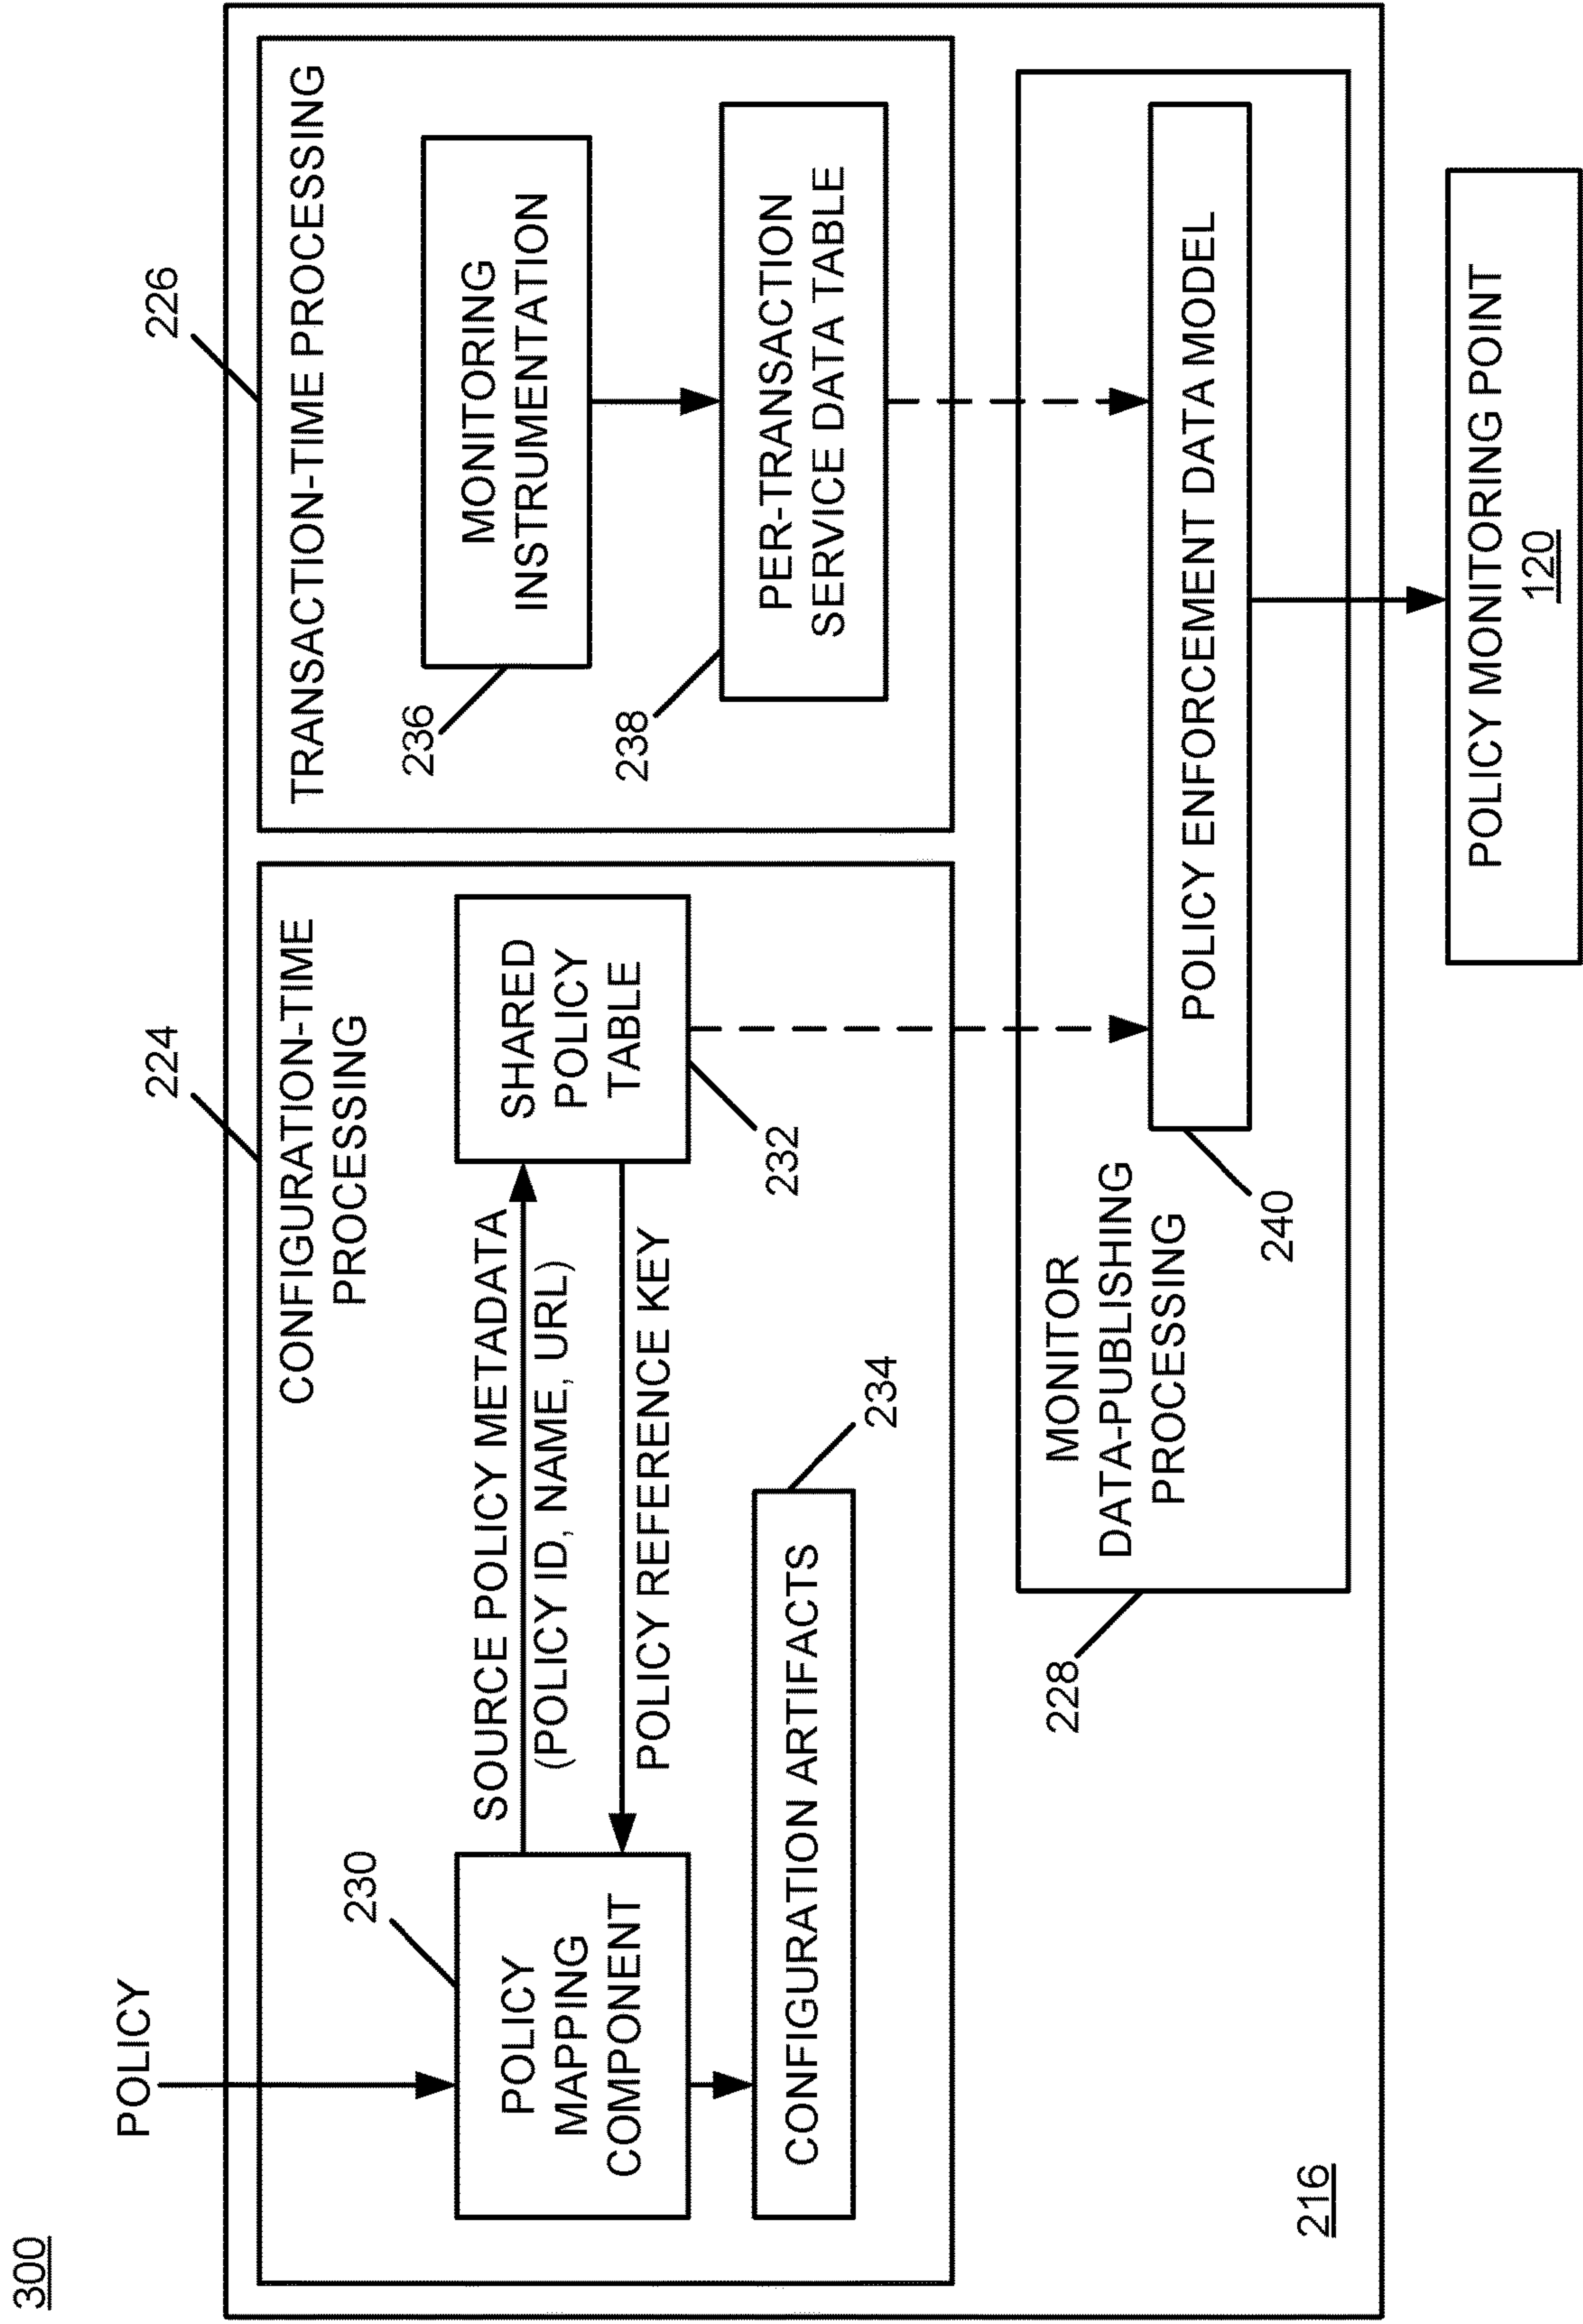 300
POLICY
224
226
CONFIGURATION-TIME
PROCESSING
TRANSACTION-TIME PROCESSING
230
POLICY
MAPPING
COMPONENT
SOURCE POLICY METADATA
(POLICY ID, NAME, URL)
POLICY REFERENCE KEY
SHARED
POLICY
TABLE
232
CONFIGURATION ARTIFACTS
234
236
MONITORING
INSTRUMENTATION
238
PER-TRANSACTION
SERVICE DATA TABLE
228
MONITOR
DATA-PUBLISHING
PROCESSING
240
POLICY ENFORCEMENT DATA MODEL
216
POLICY MONITORING POINT
120